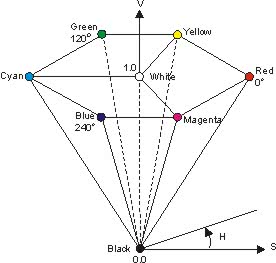 V
Green
120°
Yellow
Cyan
1.0
White
Red
0°
Blue
240°
Magenta
H
Black
0.0
S